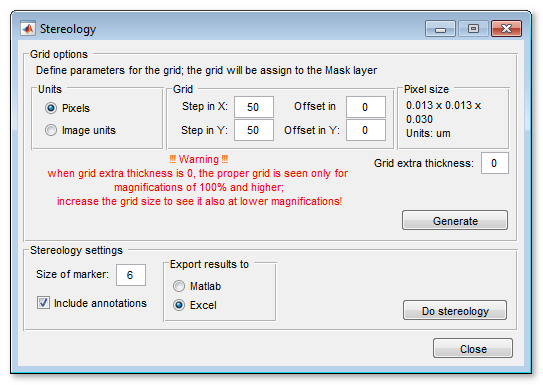 Stereology
Grid options
Define parameters for the grid; the grid will be assign to the Mask layer
Units
Pixels
Image units
Grid
Step in X: 50 Offset in 0
Step in Y: 50 Offset in Y: 0
Pixel size
0.013 x 0.013 x
0.030
Units: um
!!! Warning !!!
when grid extra thickness is 0, the proper grid is seen only for
magnifications of 100% and higher;
increase the grid size to see it also at lower magnifications!
Grid extra thickness: 0
Generate
Stereology settings
Size of marker: 6
Include annotations
Export results to
Matlab
Excel
Do stereology
Close